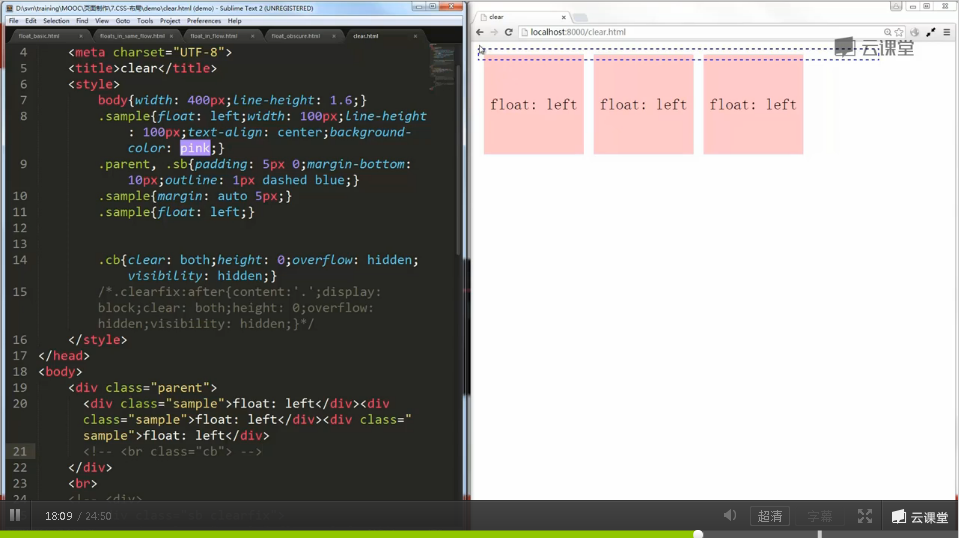 D:\svn\training\MOOC\页面制作\7.CSS-布局\demo\clear.html (demo) - Sublime Text 2 (UNREGISTERED)
File Edit Selection Find View Goto Tool Project Preferences Help
float_basic.html floats_in_same_flow.html float_in_flow.html float_obscure.html clear.html
4 <meta charset="UTF-8">
5 <title>clear</title>
6 <style>
7 body{width: 400px;line-height: 1.6;}
8 .sample{float: left;width: 100px;line-height
: 100px;text-align: center;background-
color: pink;}
9 .parent, .sb{padding: 5px 0;margin-bottom:
10px;outline: 1px dashed blue;}
10 .sample{margin: auto 5px;}
11 .sample{float: left;}
12
13
14 .cb{clear: both;height: 0;overflow: hidden;
visibility: hidden;}
15 /*.clearfix:after{content:'.';display:
block;clear: both;height: 0;overflow:
hidden;visibility: hidden;}*/
16 </style>
17 </head>
18 <body>
19 <div class="parent">
20 <div class="sample">float: left</div><div
class="sample">float: left</div><div class="
sample">float: left</div>
21 <!-- <br class="cb"> -->
22 </div>
23 <br>
24 <!-- <div>
clear
localhost:8000/clear.html
云课堂
float: left float: left float: left
18:09 / 24:50
超清 字幕 云课堂